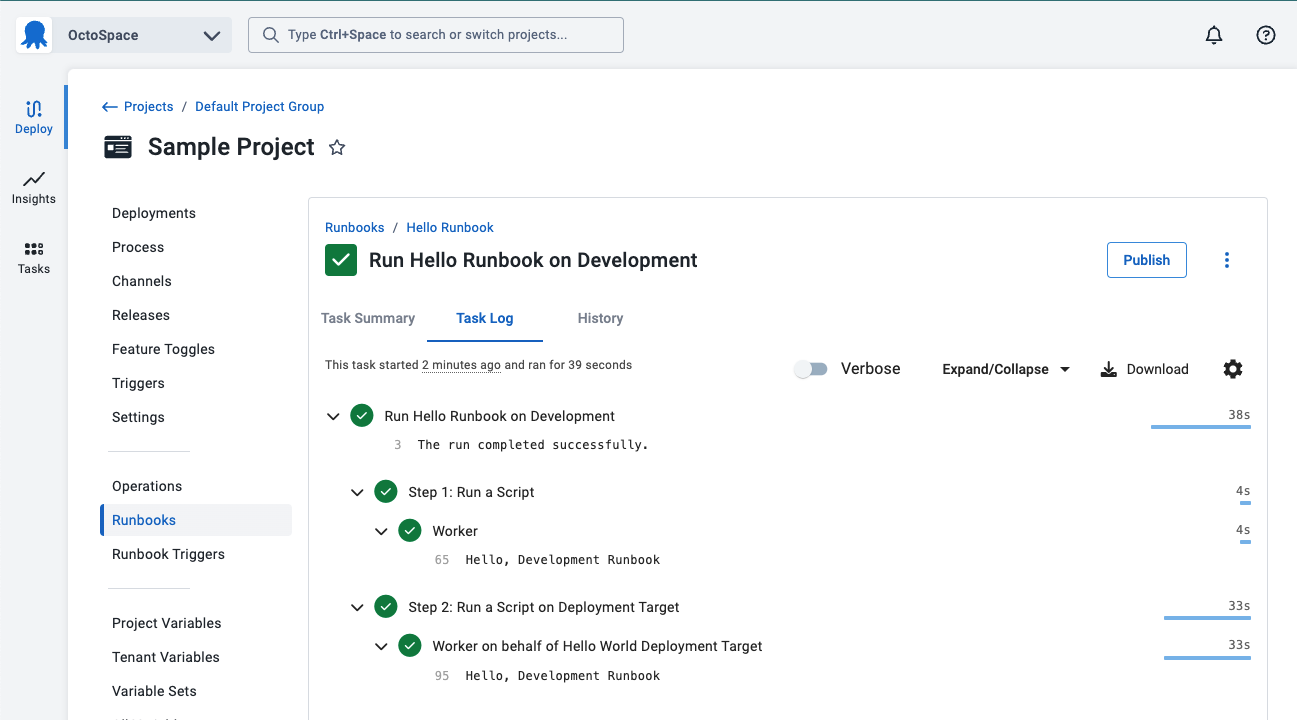 OctoSpace
Type Ctrl+Space to search or switch projects...
Deploy
Insights
Tasks
Projects / Default Project Group
Sample Project
Deployments
Process
Channels
Releases
Feature Toggles
Triggers
Settings
Operations
Runbooks
Runbook Triggers
Project Variables
Tenant Variables
Variable Sets
Runbooks / Hello Runbook
Run Hello Runbook on Development
Publish
Task Summary
Task Log
History
This task started 2 minutes ago and ran for 39 seconds
Verbose
Expand/Collapse
Download
Run Hello Runbook on Development 38s
3 The run completed successfully.
Step 1: Run a Script 4s
Worker 4s
65 Hello, Development Runbook
Step 2: Run a Script on Deployment Target 33s
Worker on behalf of Hello World Deployment Target 33s
95 Hello, Development Runbook